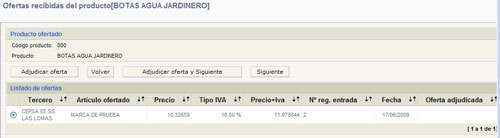 Ofertas recibidas del producto[BOTAS AGUA JARDINERO]
Producto ofertado
Código producto: 000
Producto: BOTAS AGUA JARDINERO
Adjudicar oferta Volver Adjudicar oferta y Siguiente Siguiente
Listado de ofertas
Tercero Artículo ofertado Precio Tipo IVA Precio+Iva Nº reg. entrada Fecha Oferta adjudicada
CEPSA EE.SS. LAS LOMAS MARCA DE PRUEBA 10,32659 16,00 % 11,978844 2 17/06/2009
[ 1 a 1 de 1